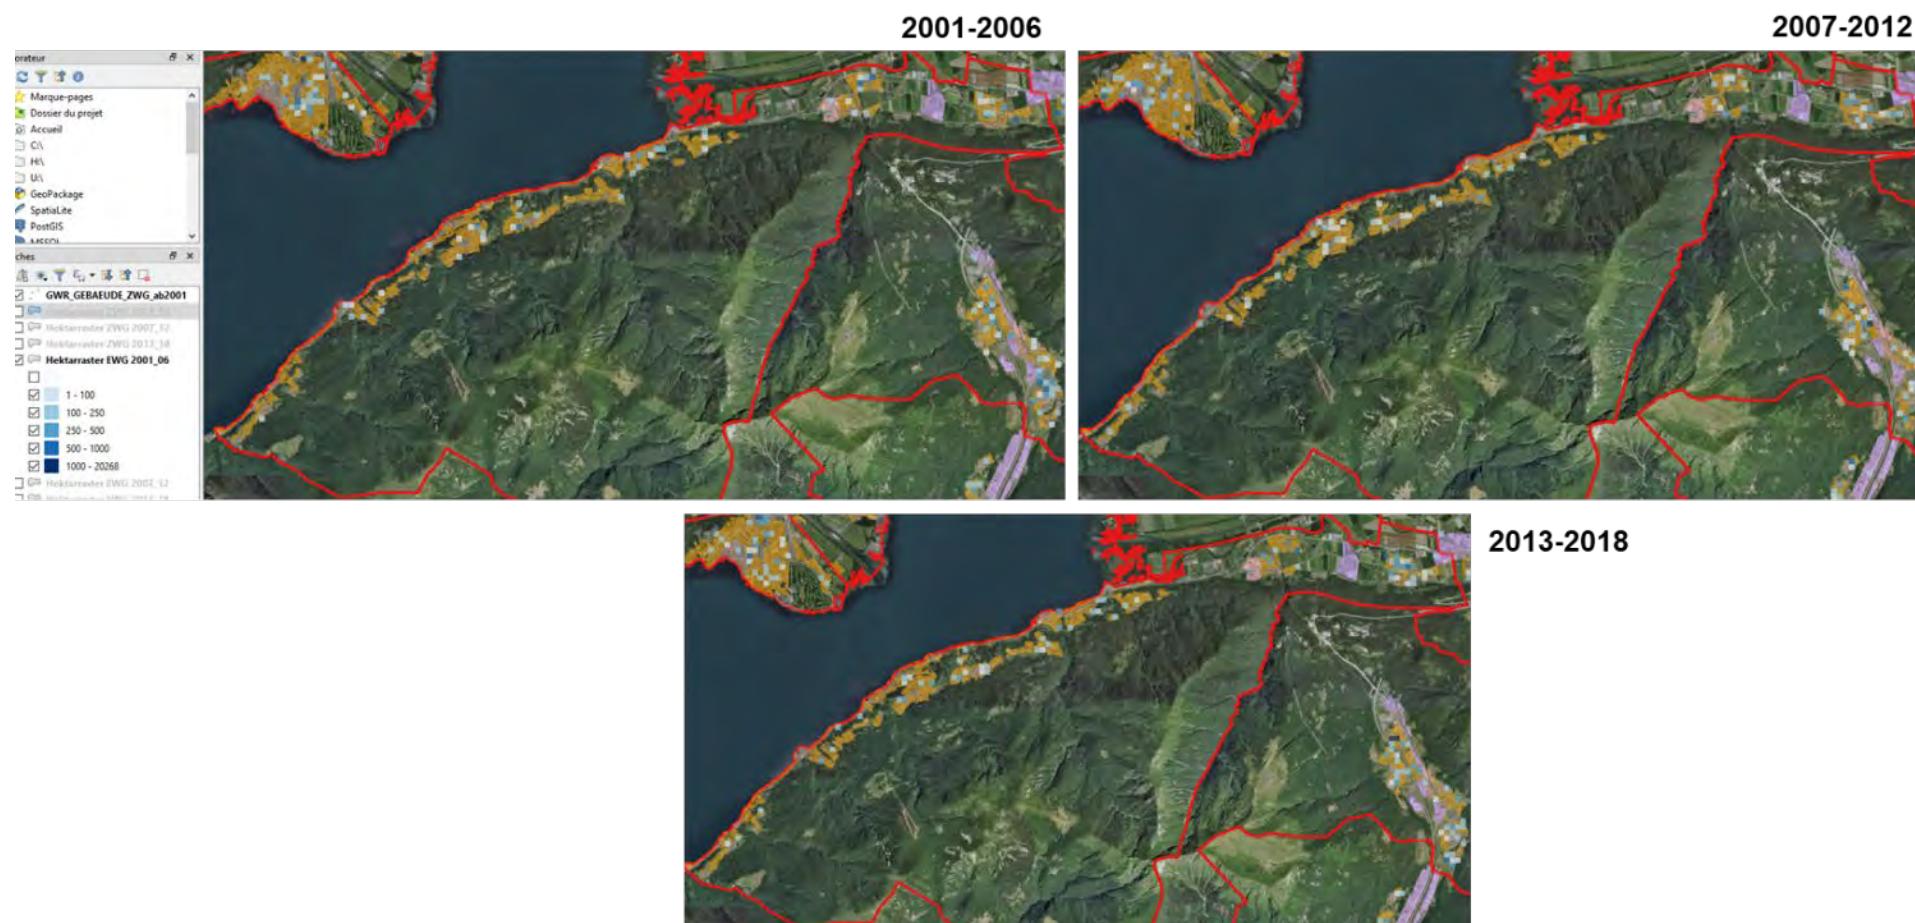 2001-2006
2007-2012
orateur
Marque-pages
Dossier du projet
Accueil
C:\
H:\
U:\
GeoPackage
SpatiaLite
PostGIS
MSSQL
ches
GWR_GEBAEUDE_ZWG_ab2001
Hektarraster ZWG 2007_12
Hektarraster ZWG 2013_18
Hektarraster EWG 2001_06
1 - 100
100 - 250
250 - 500
500 - 1000
1000 - 20268
Hektarraster EWG 2007_12
2013-2018